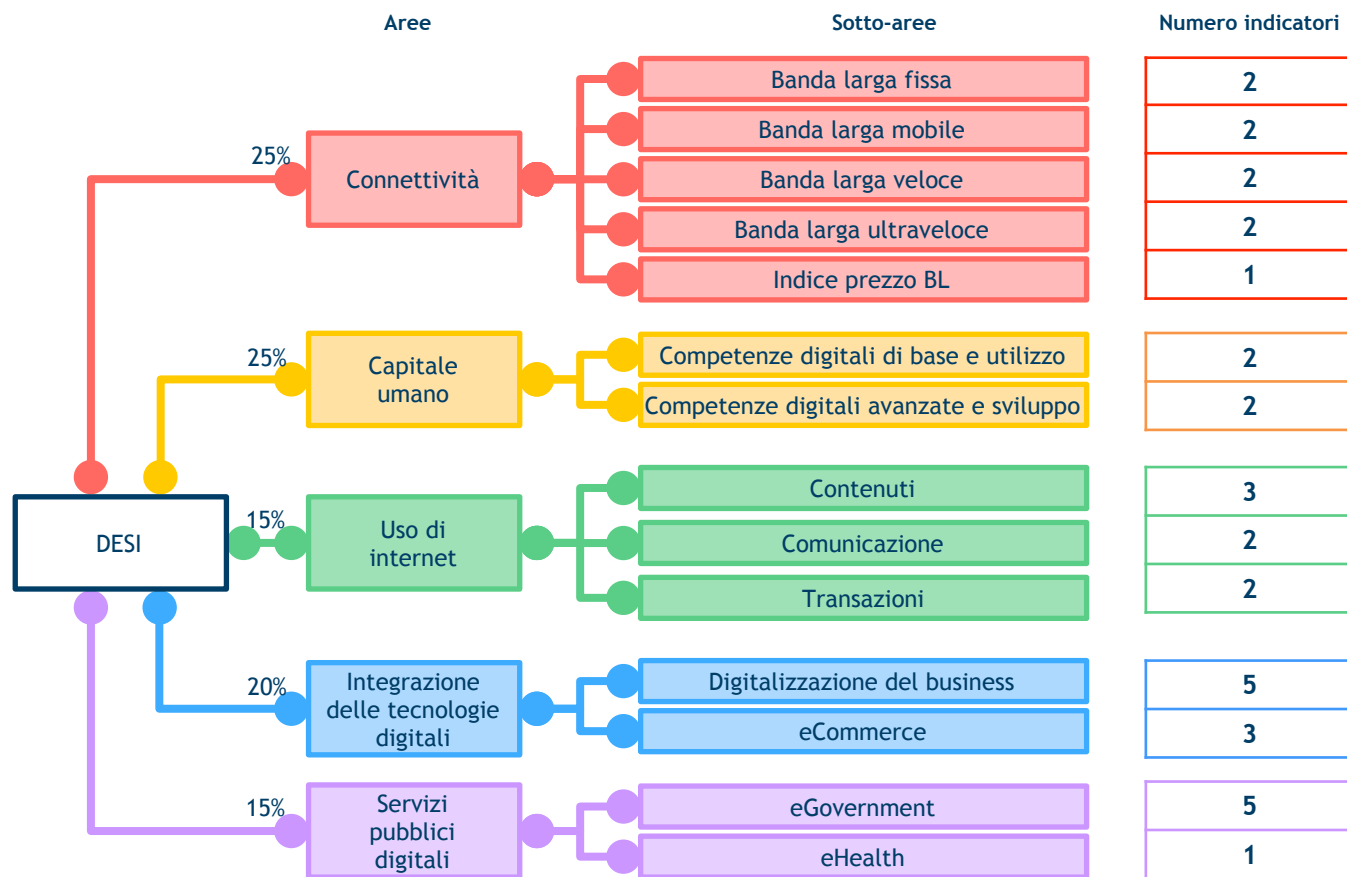 Aree Sotto-aree Numero indicatori
25%
Connettività
Banda larga fissa 2
Banda larga mobile 2
Banda larga veloce 2
Banda larga ultraveloce 2
Indice prezzo BL 1
25%
Capitale
umano
Competenze digitali di base e utilizzo 2
Competenze digitali avanzate e sviluppo 2
DESI
15%
Uso di
internet
Contenuti 3
Comunicazione 2
Transazioni 2
20%
Integrazione
delle tecnologie
digitali
Digitalizzazione del business 5
eCommerce 3
15%
Servizi
pubblici
digitali
eGovernment 5
eHealth 1